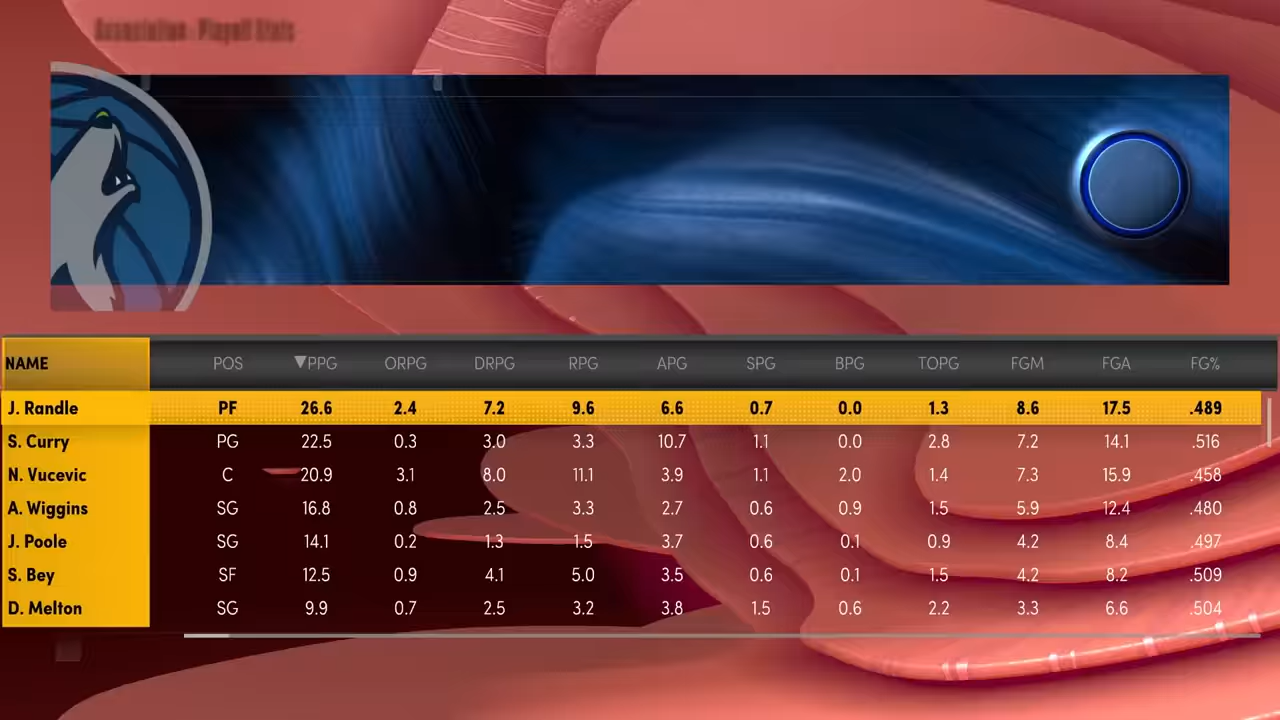 Association: Playoff Stats
NAME POS ▼PPG ORPG DRPG RPG APG SPG BPG TOPG FGM FGA FG%
J. Randle PF 26.6 2.4 7.2 9.6 6.6 0.7 0.0 1.3 8.6 17.5 .489
S. Curry PG 22.5 0.3 3.0 3.3 10.7 1.1 0.0 2.8 7.2 14.1 .516
N. Vucevic C 20.9 3.1 8.0 11.1 3.9 1.1 2.0 1.4 7.3 15.9 .458
A. Wiggins SG 16.8 0.8 2.5 3.3 2.7 0.6 0.9 1.5 5.9 12.4 .480
J. Poole SG 14.1 0.2 1.3 1.5 3.7 0.6 0.1 0.9 4.2 8.4 .497
S. Bey SF 12.5 0.9 4.1 5.0 3.5 0.6 0.1 1.5 4.2 8.2 .509
D. Melton SG 9.9 0.7 2.5 3.2 3.8 1.5 0.6 2.2 3.3 6.6 .504